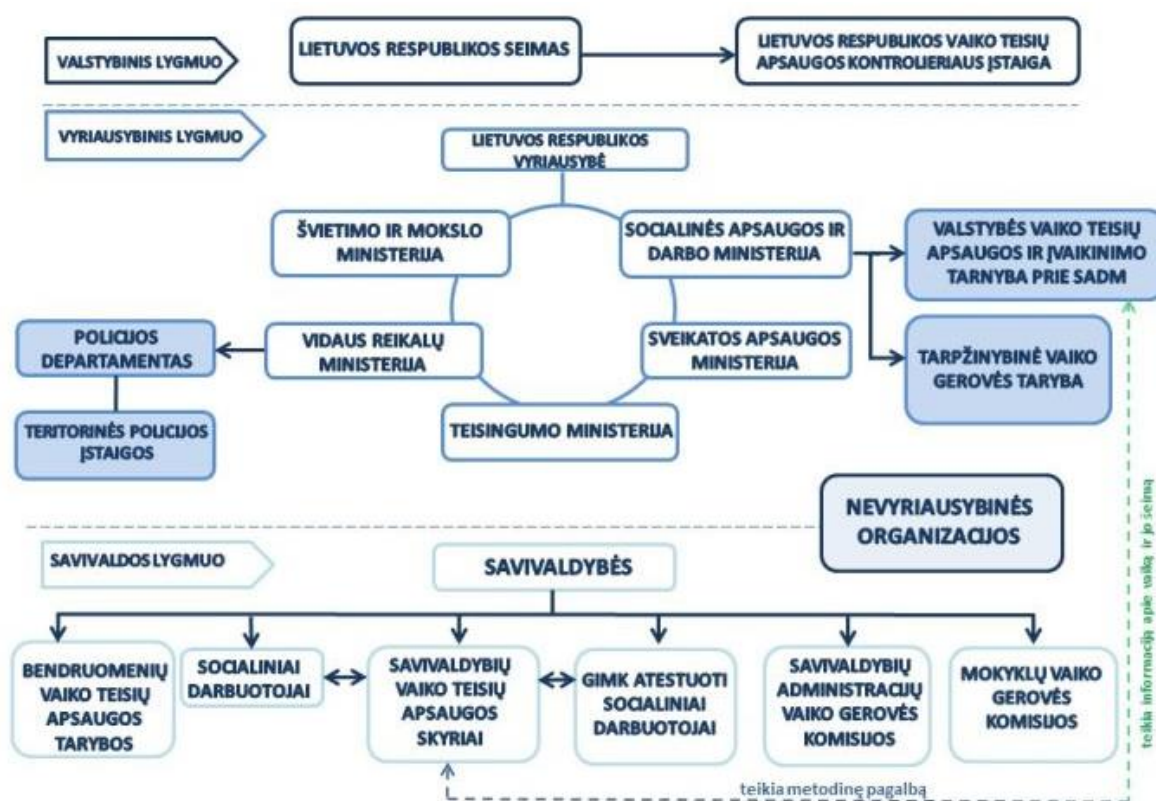 VALSTYBINIS LYGMUO
LIETUVOS RESPUBLIKOS SEIMAS
LIETUVOS RESPUBLIKOS VAIKO TEISIŲ
APSAUGOS KONTROLIERIAUS ĮSTAIGA
VYRIAUSYBINIS LYGMUO
LIETUVOS RESPUBLIKOS
VYRIAUSYBĖ
ŠVIETIMO IR MOKSLO
MINISTERIJA
SOCIALINĖS APSAUGOS IR
DARBO MINISTERIJA
VALSTYBĖS VAIKO TEISIŲ
APSAUGOS IR ĮVAIKINIMO
TARNYBA PRIE SADM
POLICIJOS
DEPARTAMENTAS
VIDAUS REIKALŲ
MINISTERIJA
SVEIKATOS APSAUGOS
MINISTERIJA
TARPŽINYBINĖ VAIKO
GEROVĖS TARYBA
TERITORINĖS POLICIJOS
ĮSTAIGOS
TEISINGUMO MINISTERIJA
NEVYRIAUSYBINĖS
ORGANIZACIJOS
SAVIVALDOS LYGMUO
SAVIVALDYBĖS
BENDRUOMENIŲ
VAIKO TEISIŲ
APSAUGOS
TARYBOS
SOCIALINIAI
DARBUOTOJAI
SAVIVALDYBIŲ
VAIKO TEISIŲ
APSAUGOS
SKYRIAI
GIMK ATESTUOTI
SOCIALINIAI
DARBUOTOJAI
SAVIVALDYBIŲ
ADMINISTRACIJŲ
VAIKO GEROVĖS
KOMISIJOS
MOKYKLŲ VAIKO
GEROVĖS
KOMISIJOS
teikia informaciją apie vaiką ir jo šeimą
teikia metodinę pagalbą